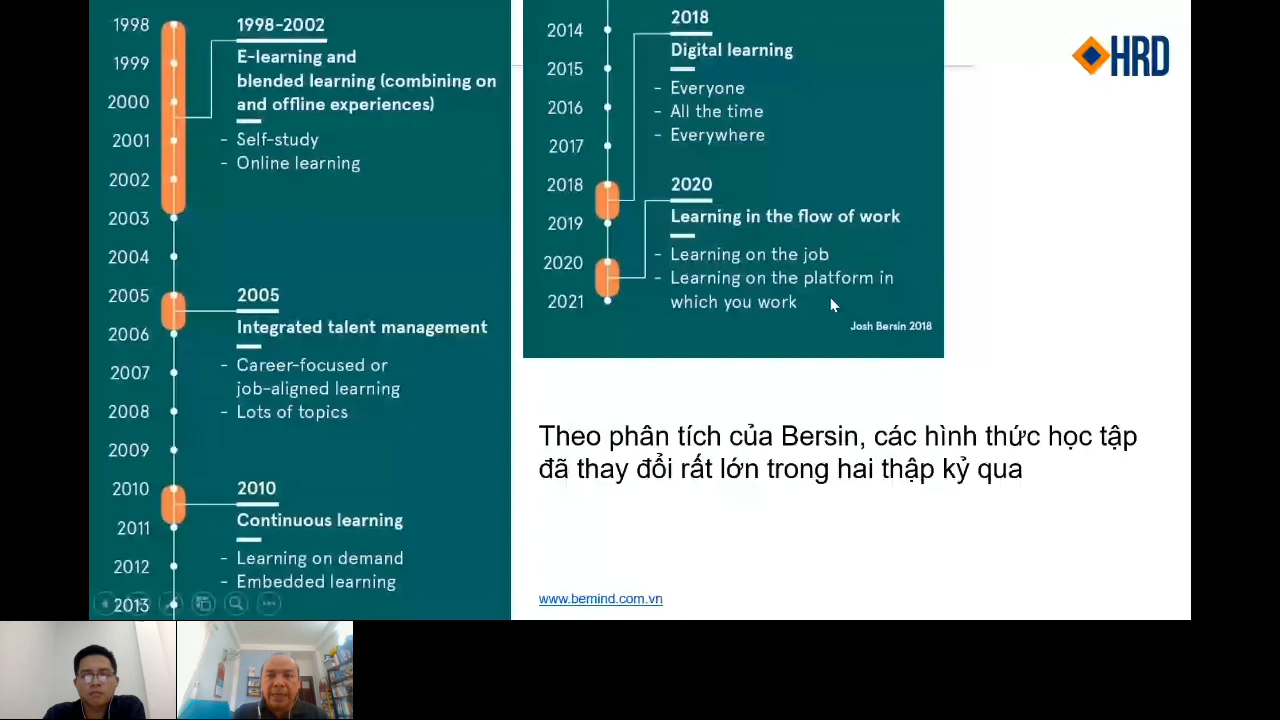 1998
1999
2000
2001
2002
2003
2004
2005
2006
2007
2008
2009
2010
2011
2012
2013
1998-2002
E-learning and
blended learning (combining on
and offline experiences)
- Self-study
- Online learning
2005
Integrated talent management
- Career-focused or
job-aligned learning
- Lots of topics
2010
Continuous learning
- Learning on demand
- Embedded learning
2014
2015
2016
2017
2018
2019
2020
2021
2018
Digital learning
- Everyone
- All the time
- Everywhere
2020
Learning in the flow of work
- Learning on the job
- Learning on the platform in
which you work
Josh Bersin 2018
HRD
Theo phân tích của Bersin, các hình thức học tập
đã thay đổi rất lớn trong hai thập kỷ qua
www.bemind.com.vn